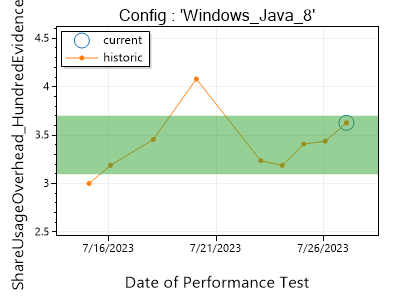 Config : 'Windows_Java_8'
ShareUsageOverhead_HundredEvidence
current
historic
4.5
4
3.5
3
2.5
7/16/2023
7/21/2023
7/26/2023
Date of Performance Test